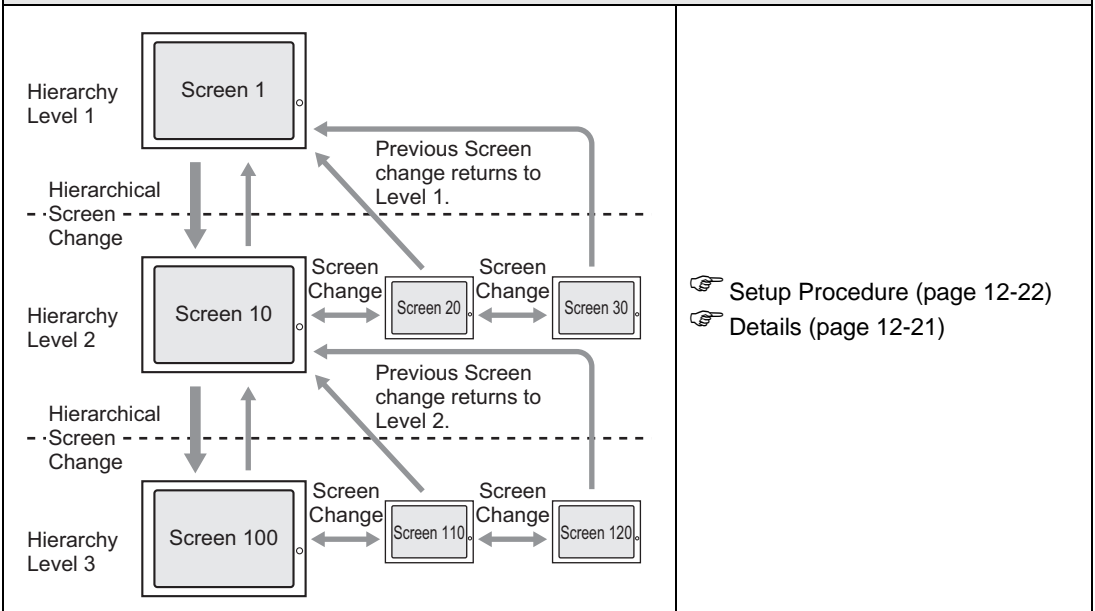 Hierarchy
Level 1
Screen 1
Previous Screen
change returns to
Level 1.
Hierarchical
Screen
Change
Hierarchy
Level 2
Screen 10
Screen
Change
Screen 20
Screen
Change
Screen 30
Previous Screen
change returns to
Level 2.
Hierarchical
Screen
Change
Hierarchy
Level 3
Screen 100
Screen
Change
Screen 110
Screen
Change
Screen 120
Setup Procedure (page 12-22)
Details (page 12-21)